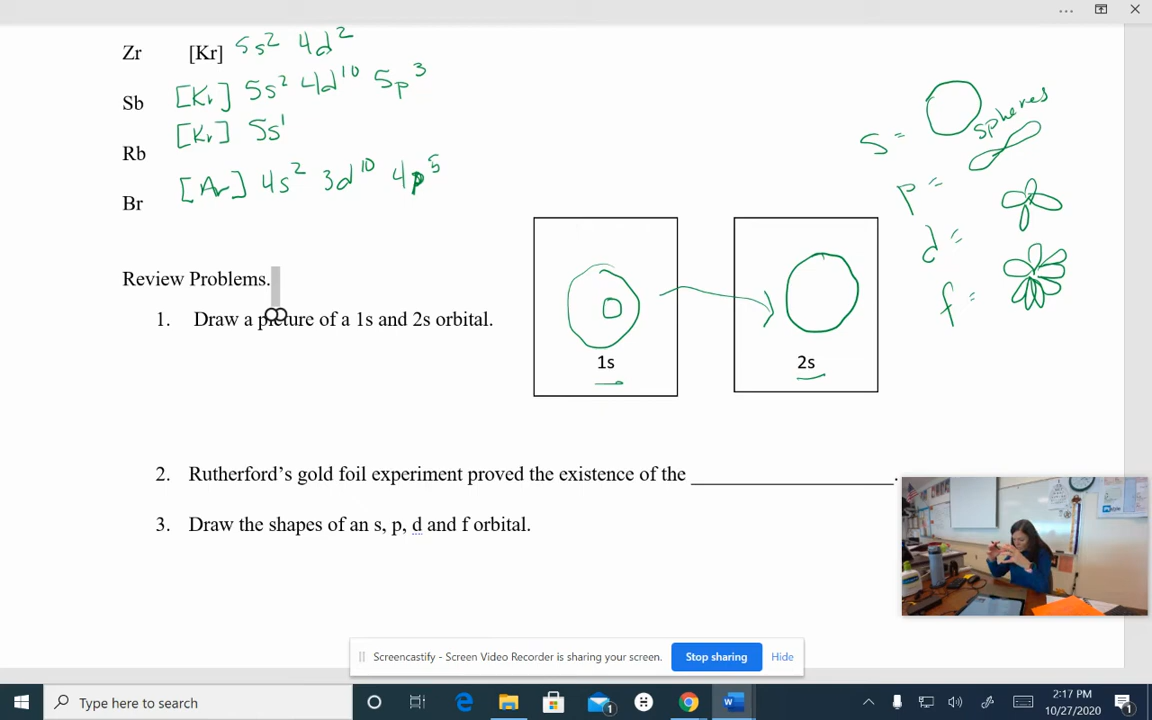 Zr [Kr] 5s² 4d²
Sb [Kr] 5s² 4d¹⁰ 5p³
Rb [Kr] 5s¹
Br [Ar] 4s² 3d¹⁰ 4p⁵
s = spheres
p =
d =
f =
Review Problems.
1. Draw a picture of a 1s and 2s orbital.
1s 2s
2. Rutherford's gold foil experiment proved the existence of the ____________________.
3. Draw the shapes of an s, p, d and f orbital.
Screencastify - Screen Video Recorder is sharing your screen. Stop sharing Hide
Type here to search
1
2:17 PM
10/27/2020
1